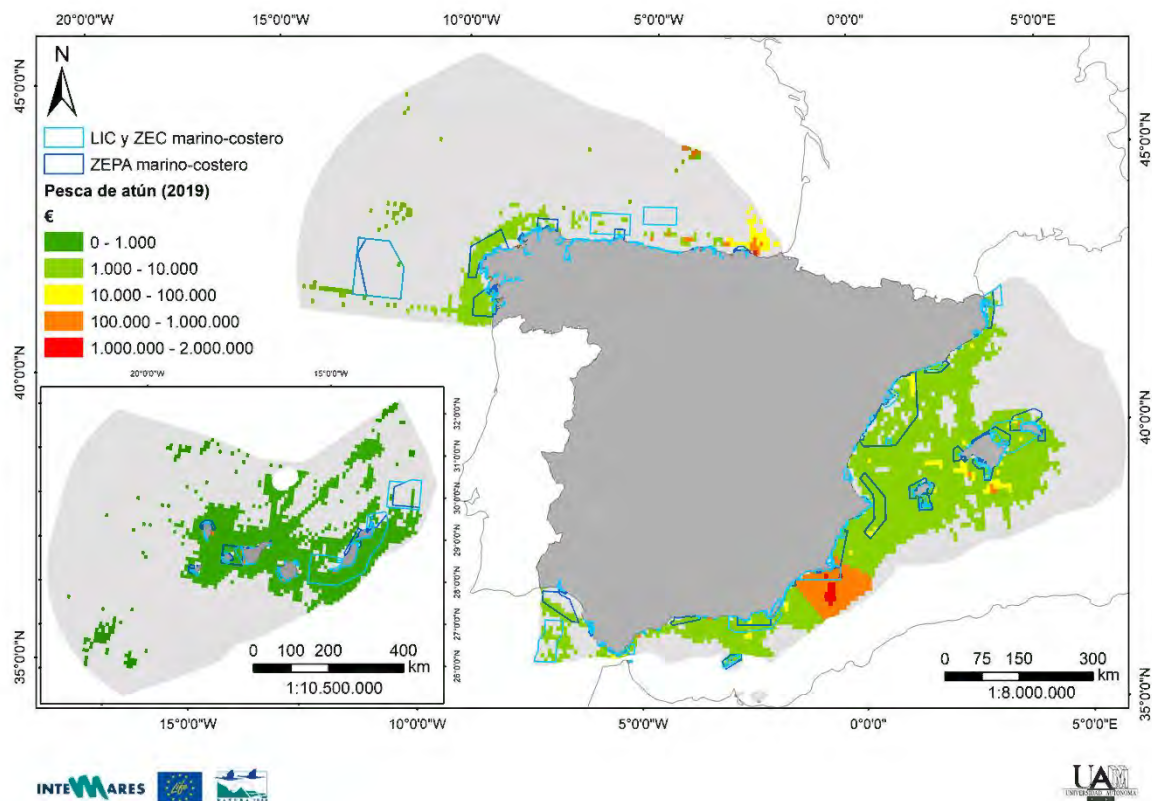 20°0'0"W 15°0'0"W 10°0'0"W 5°0'0"W 0°0'0" 5°0'0"E
N
45°0'0"N
45°0'0"N
LIC y ZEC marino-costero
ZEPA marino-costero
Pesca de atún (2019)
€
0 - 1.000
1.000 - 10.000
10.000 - 100.000
100.000 - 1.000.000
1.000.000 - 2.000.000
40°0'0"N
40°0'0"N
20°0'0"W 15°0'0"W
32°0'0"N
31°0'0"N
30°0'0"N
29°0'0"N
28°0'0"N
27°0'0"N
26°0'0"N
35°0'0"N
35°0'0"N
0 100 200 400
km
1:10.500.000
0 75 150 300
km
1:8.000.000
15°0'0"W 10°0'0"W 5°0'0"W 0°0'0" 5°0'0"E
INTEMARES
Life
NATURA 2000
UAM
UNIVERSIDAD AUTONOMA